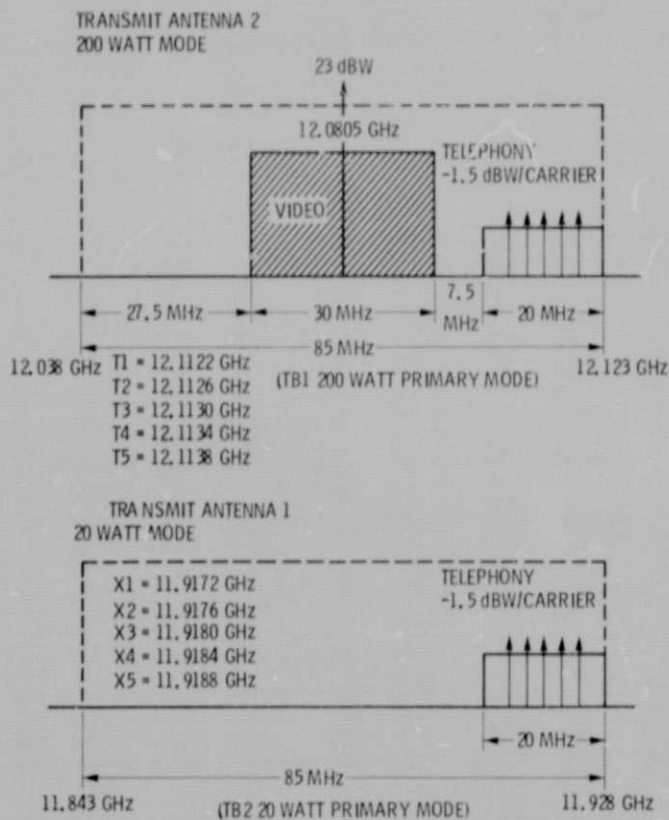 TRANSMIT ANTENNA 2
200 WATT MODE
23 dBW
12.0805 GHz
TELEPHONY
-1.5 dBW/CARRIER
VIDEO
27.5 MHz
30 MHz
7.5
MHz
20 MHz
85 MHz
12.038 GHz
12.123 GHz
(TB1 200 WATT PRIMARY MODE)
T1 = 12.1122 GHz
T2 = 12.1126 GHz
T3 = 12.1130 GHz
T4 = 12.1134 GHz
T5 = 12.1138 GHz
TRANSMIT ANTENNA 1
20 WATT MODE
X1 = 11.9172 GHz
X2 = 11.9176 GHz
X3 = 11.9180 GHz
X4 = 11.9184 GHz
X5 = 11.9188 GHz
TELEPHONY
-1.5 dBW/CARRIER
20 MHz
85 MHz
11.843 GHz
(TB2 20 WATT PRIMARY MODE)
11.928 GHz